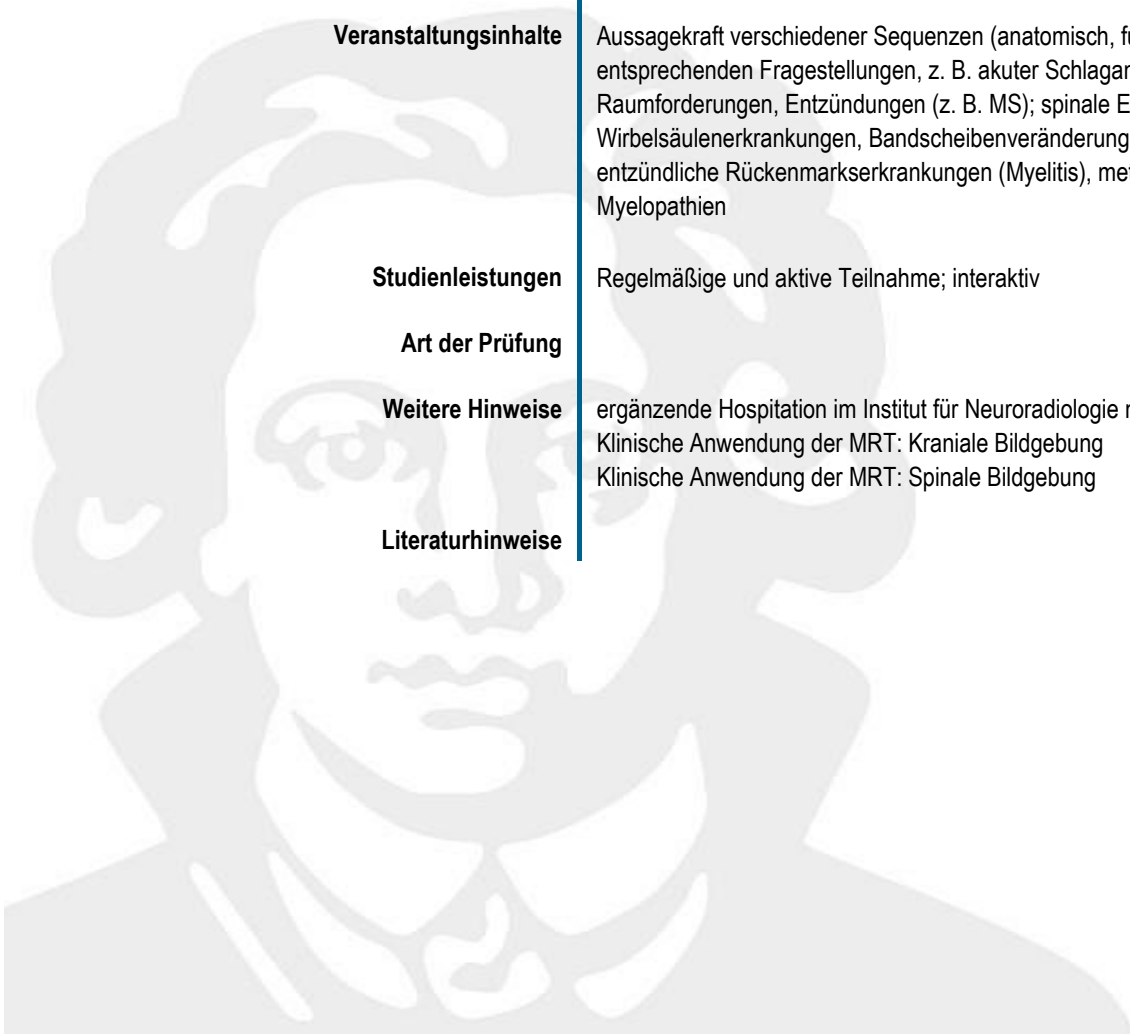 Veranstaltungsinhalte Aussagekraft verschiedener Sequenzen (anatomisch,
entsprechenden Fragestellungen, z. B. akuter
Raumforderungen, Entzündungen (z. B. MS); spinale
Wirbelsäulenerkrankungen,
entzündliche Rückenmarkserkrankungen (Myelitis),
Myelopathien
Studienleistungen Regelmäßige und aktive Teilnahme; interaktiv
Art der Prüfung
Weitere Hinweise ergänzende Hospitation im Institut für Neuroradiologie
Klinische Anwendung der MRT: Kraniale Bildgebung
Klinische Anwendung der MRT: Spinale Bildgebung
Literaturhinweise